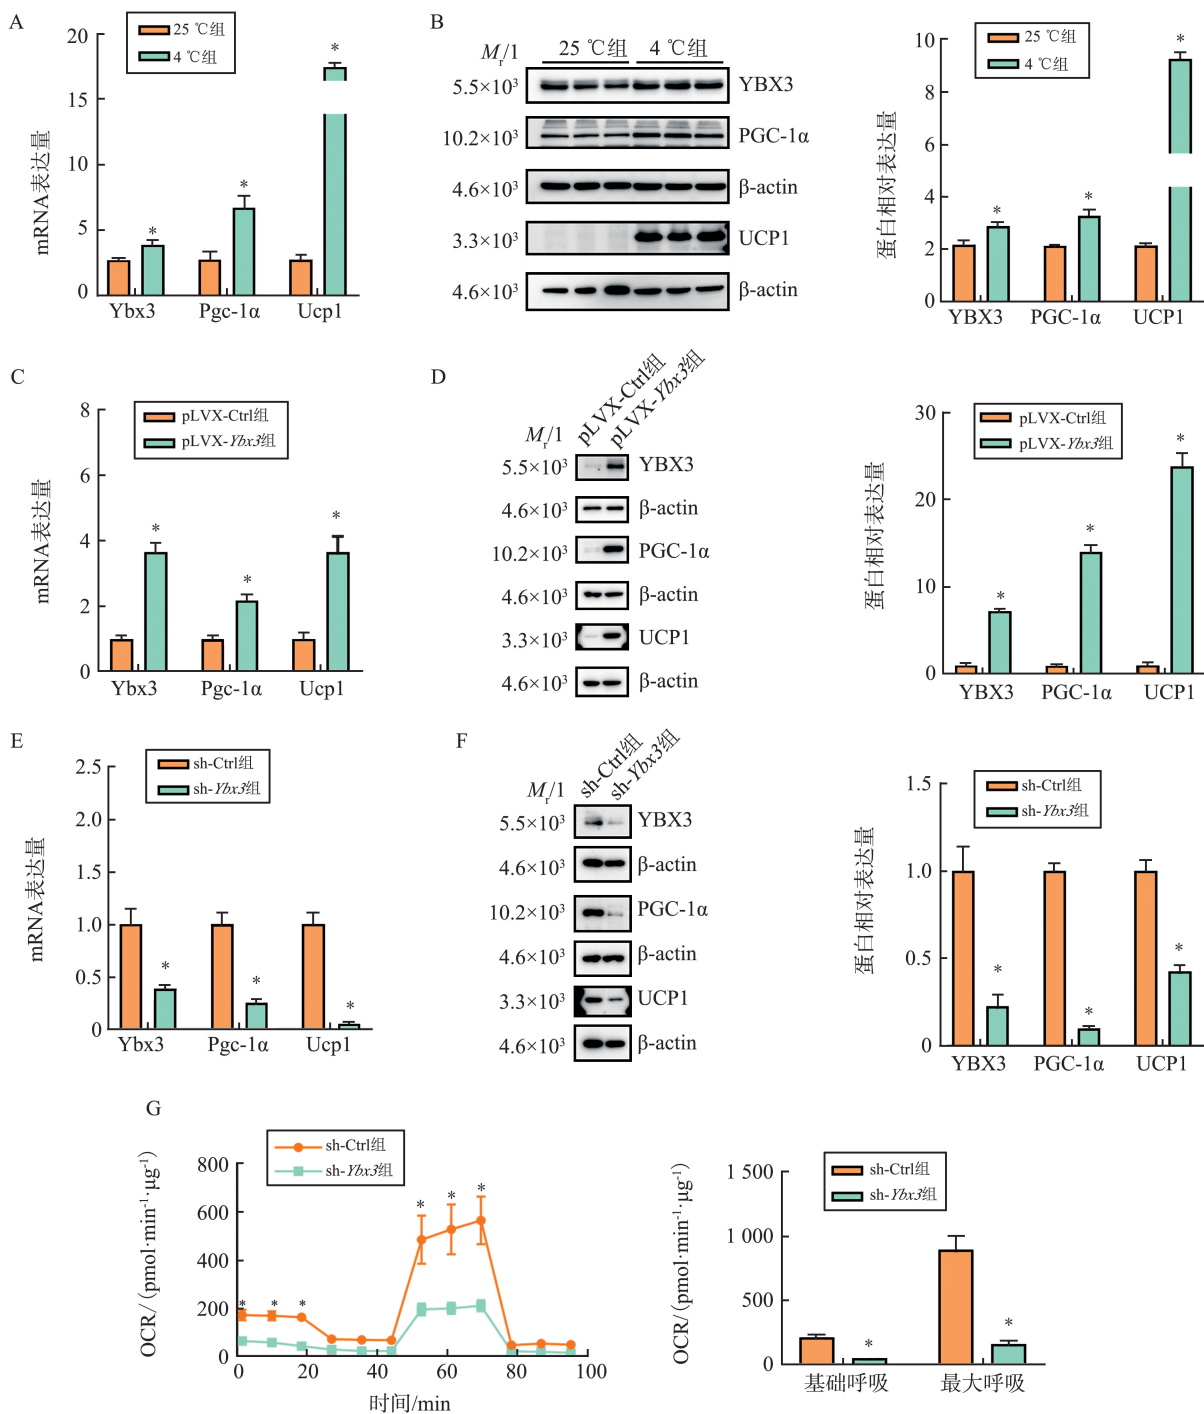 A
25 ℃组
4 ℃组
mRNA表达量
20
15
10
5
0
*
*
*
Ybx3 Pgc-1α Ucp1
B
Mr/1
25 ℃组 4 ℃组
5.5×10³ YBX3
10.2×10³ PGC-1α
4.6×10³ β-actin
3.3×10³ UCP1
4.6×10³ β-actin
25 ℃组
4 ℃组
蛋白相对表达量
10
8
6
4
2
0
*
*
*
YBX3 PGC-1α UCP1
C
pLVX-Ctrl组
pLVX-Ybx3组
mRNA表达量
8
6
4
2
0
*
*
*
Ybx3 Pgc-1α Ucp1
D
pLVX-Ctrl组
pLVX-Ybx3组
Mr/1
5.5×10³ YBX3
4.6×10³ β-actin
10.2×10³ PGC-1α
4.6×10³ β-actin
3.3×10³ UCP1
4.6×10³ β-actin
pLVX-Ctrl组
pLVX-Ybx3组
蛋白相对表达量
30
20
10
0
*
*
*
YBX3 PGC-1α UCP1
E
sh-Ctrl组
sh-Ybx3组
mRNA表达量
2.5
2.0
1.5
1.0
0.5
0
*
*
*
Ybx3 Pgc-1α Ucp1
F
sh-Ctrl组
sh-Ybx3组
Mr/1
5.5×10³ YBX3
4.6×10³ β-actin
10.2×10³ PGC-1α
4.6×10³ β-actin
3.3×10³ UCP1
4.6×10³ β-actin
sh-Ctrl组
sh-Ybx3组
蛋白相对表达量
1.5
1.0
0.5
0
*
*
*
YBX3 PGC-1α UCP1
G
sh-Ctrl组
sh-Ybx3组
OCR/(pmol·min⁻¹·μg⁻¹)
800
600
400
200
0
* * *
* * *
0 20 40 60 80 100
时间/min
sh-Ctrl组
sh-Ybx3组
OCR/(pmol·min⁻¹·μg⁻¹)
1 500
1 000
500
0
*
*
基础呼吸 最大呼吸